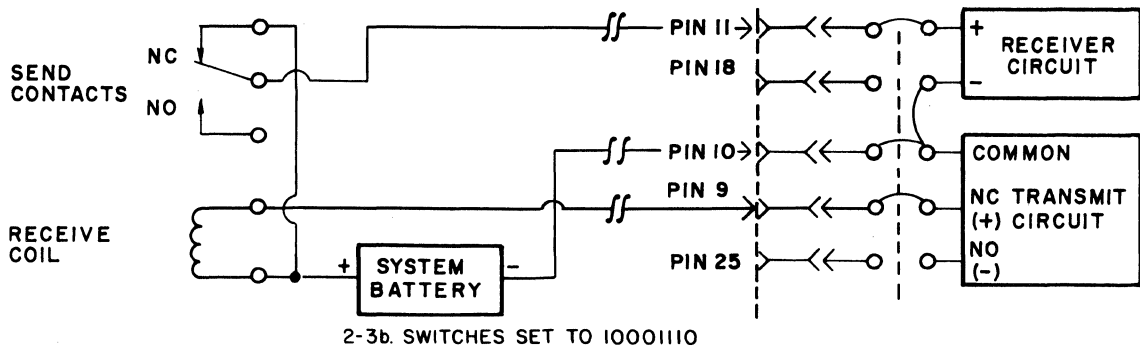 SEND
CONTACTS
NC
NO
RECEIVE
COIL
+
SYSTEM
BATTERY
-
PIN 11
PIN 18
PIN 10
PIN 9
PIN 25
+
-
RECEIVER
CIRCUIT
COMMON
NC TRANSMIT
(+) CIRCUIT
NO
(-)
2-3b. SWITCHES SET TO 10001110